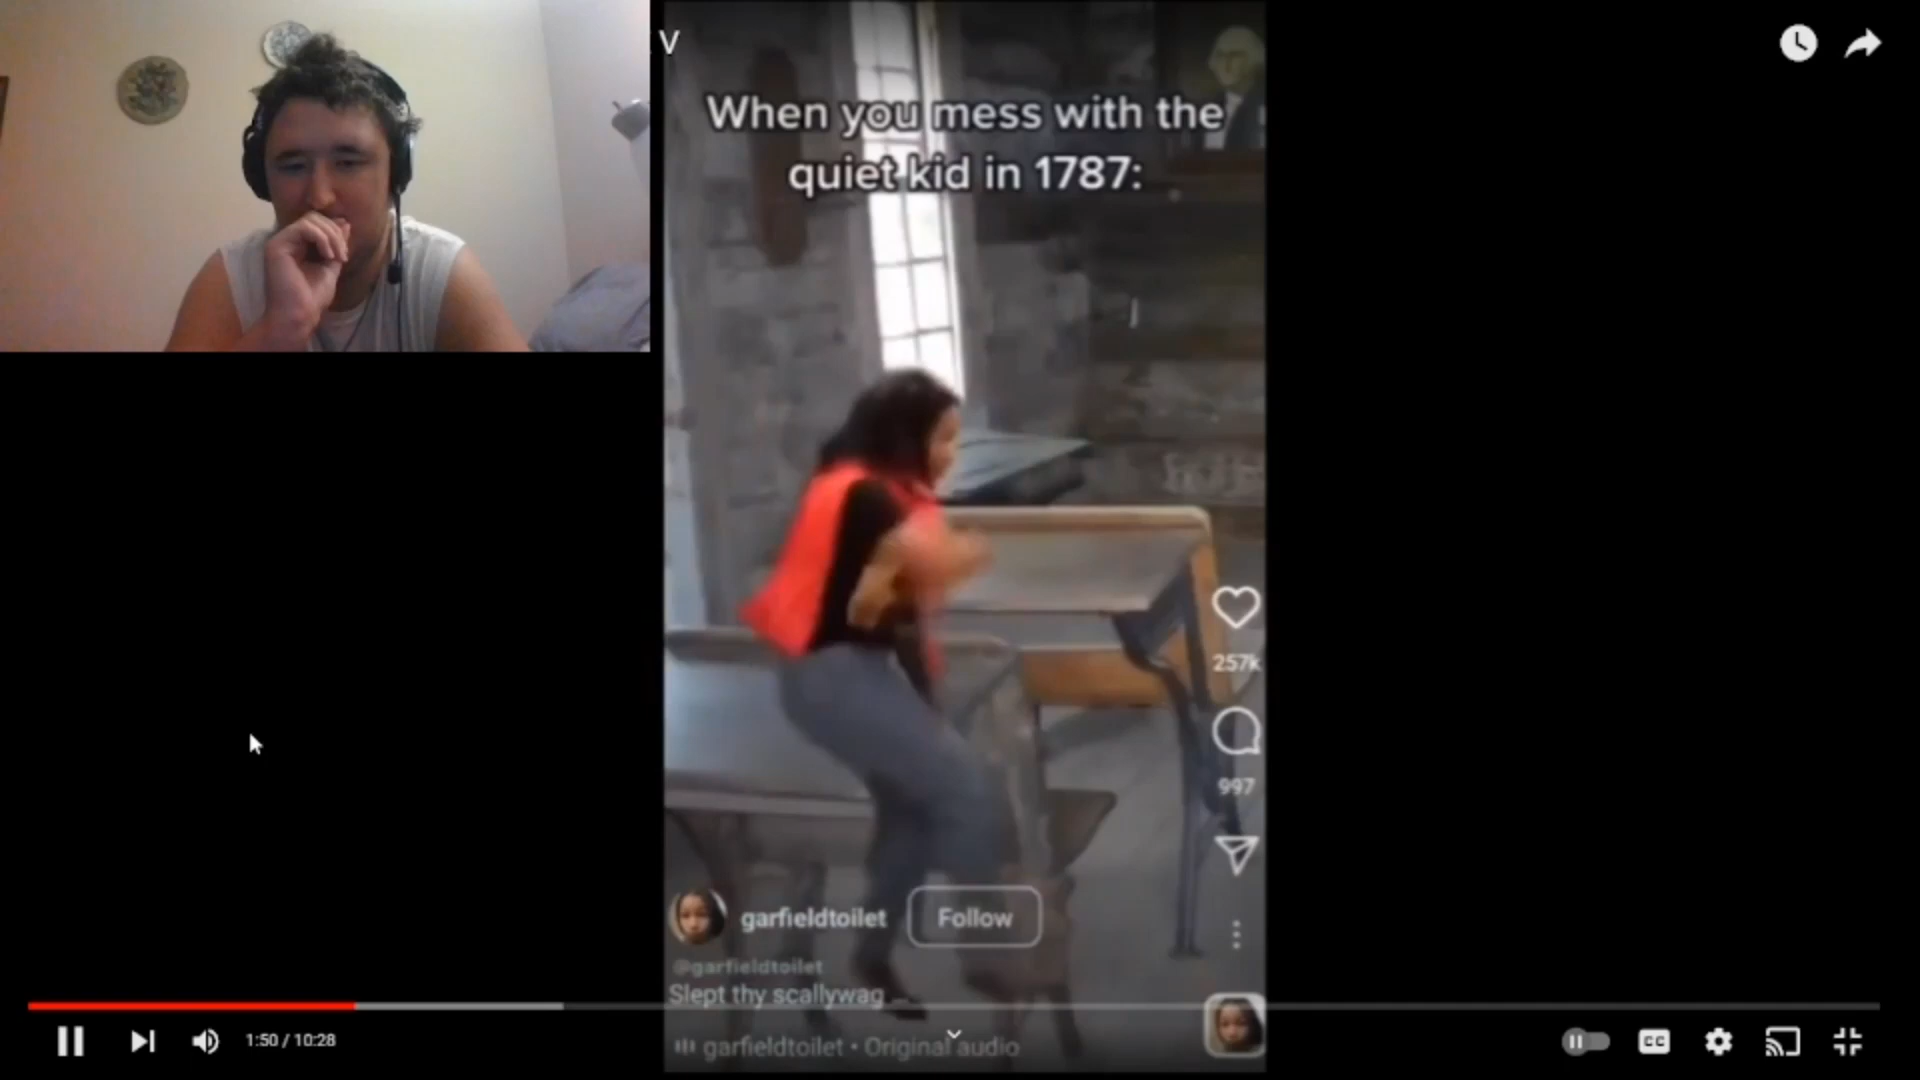 V
When you mess with the
quiet kid in 1787:
257k
997
garfieldtoilet
Follow
@garfieldtoilet
Slept thy scallywag
garfieldtoilet • Original audio
1:50 / 10:28
CC